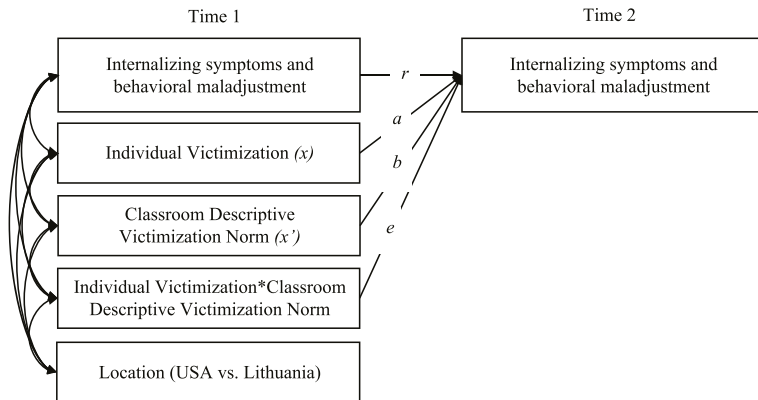 Time 1
Time 2
Internalizing symptoms and
behavioral maladjustment
r
Internalizing symptoms and
behavioral maladjustment
a
Individual Victimization (x)
b
Classroom Descriptive
Victimization Norm (x’)
e
Individual Victimization*Classroom
Descriptive Victimization Norm
Location (USA vs. Lithuania)